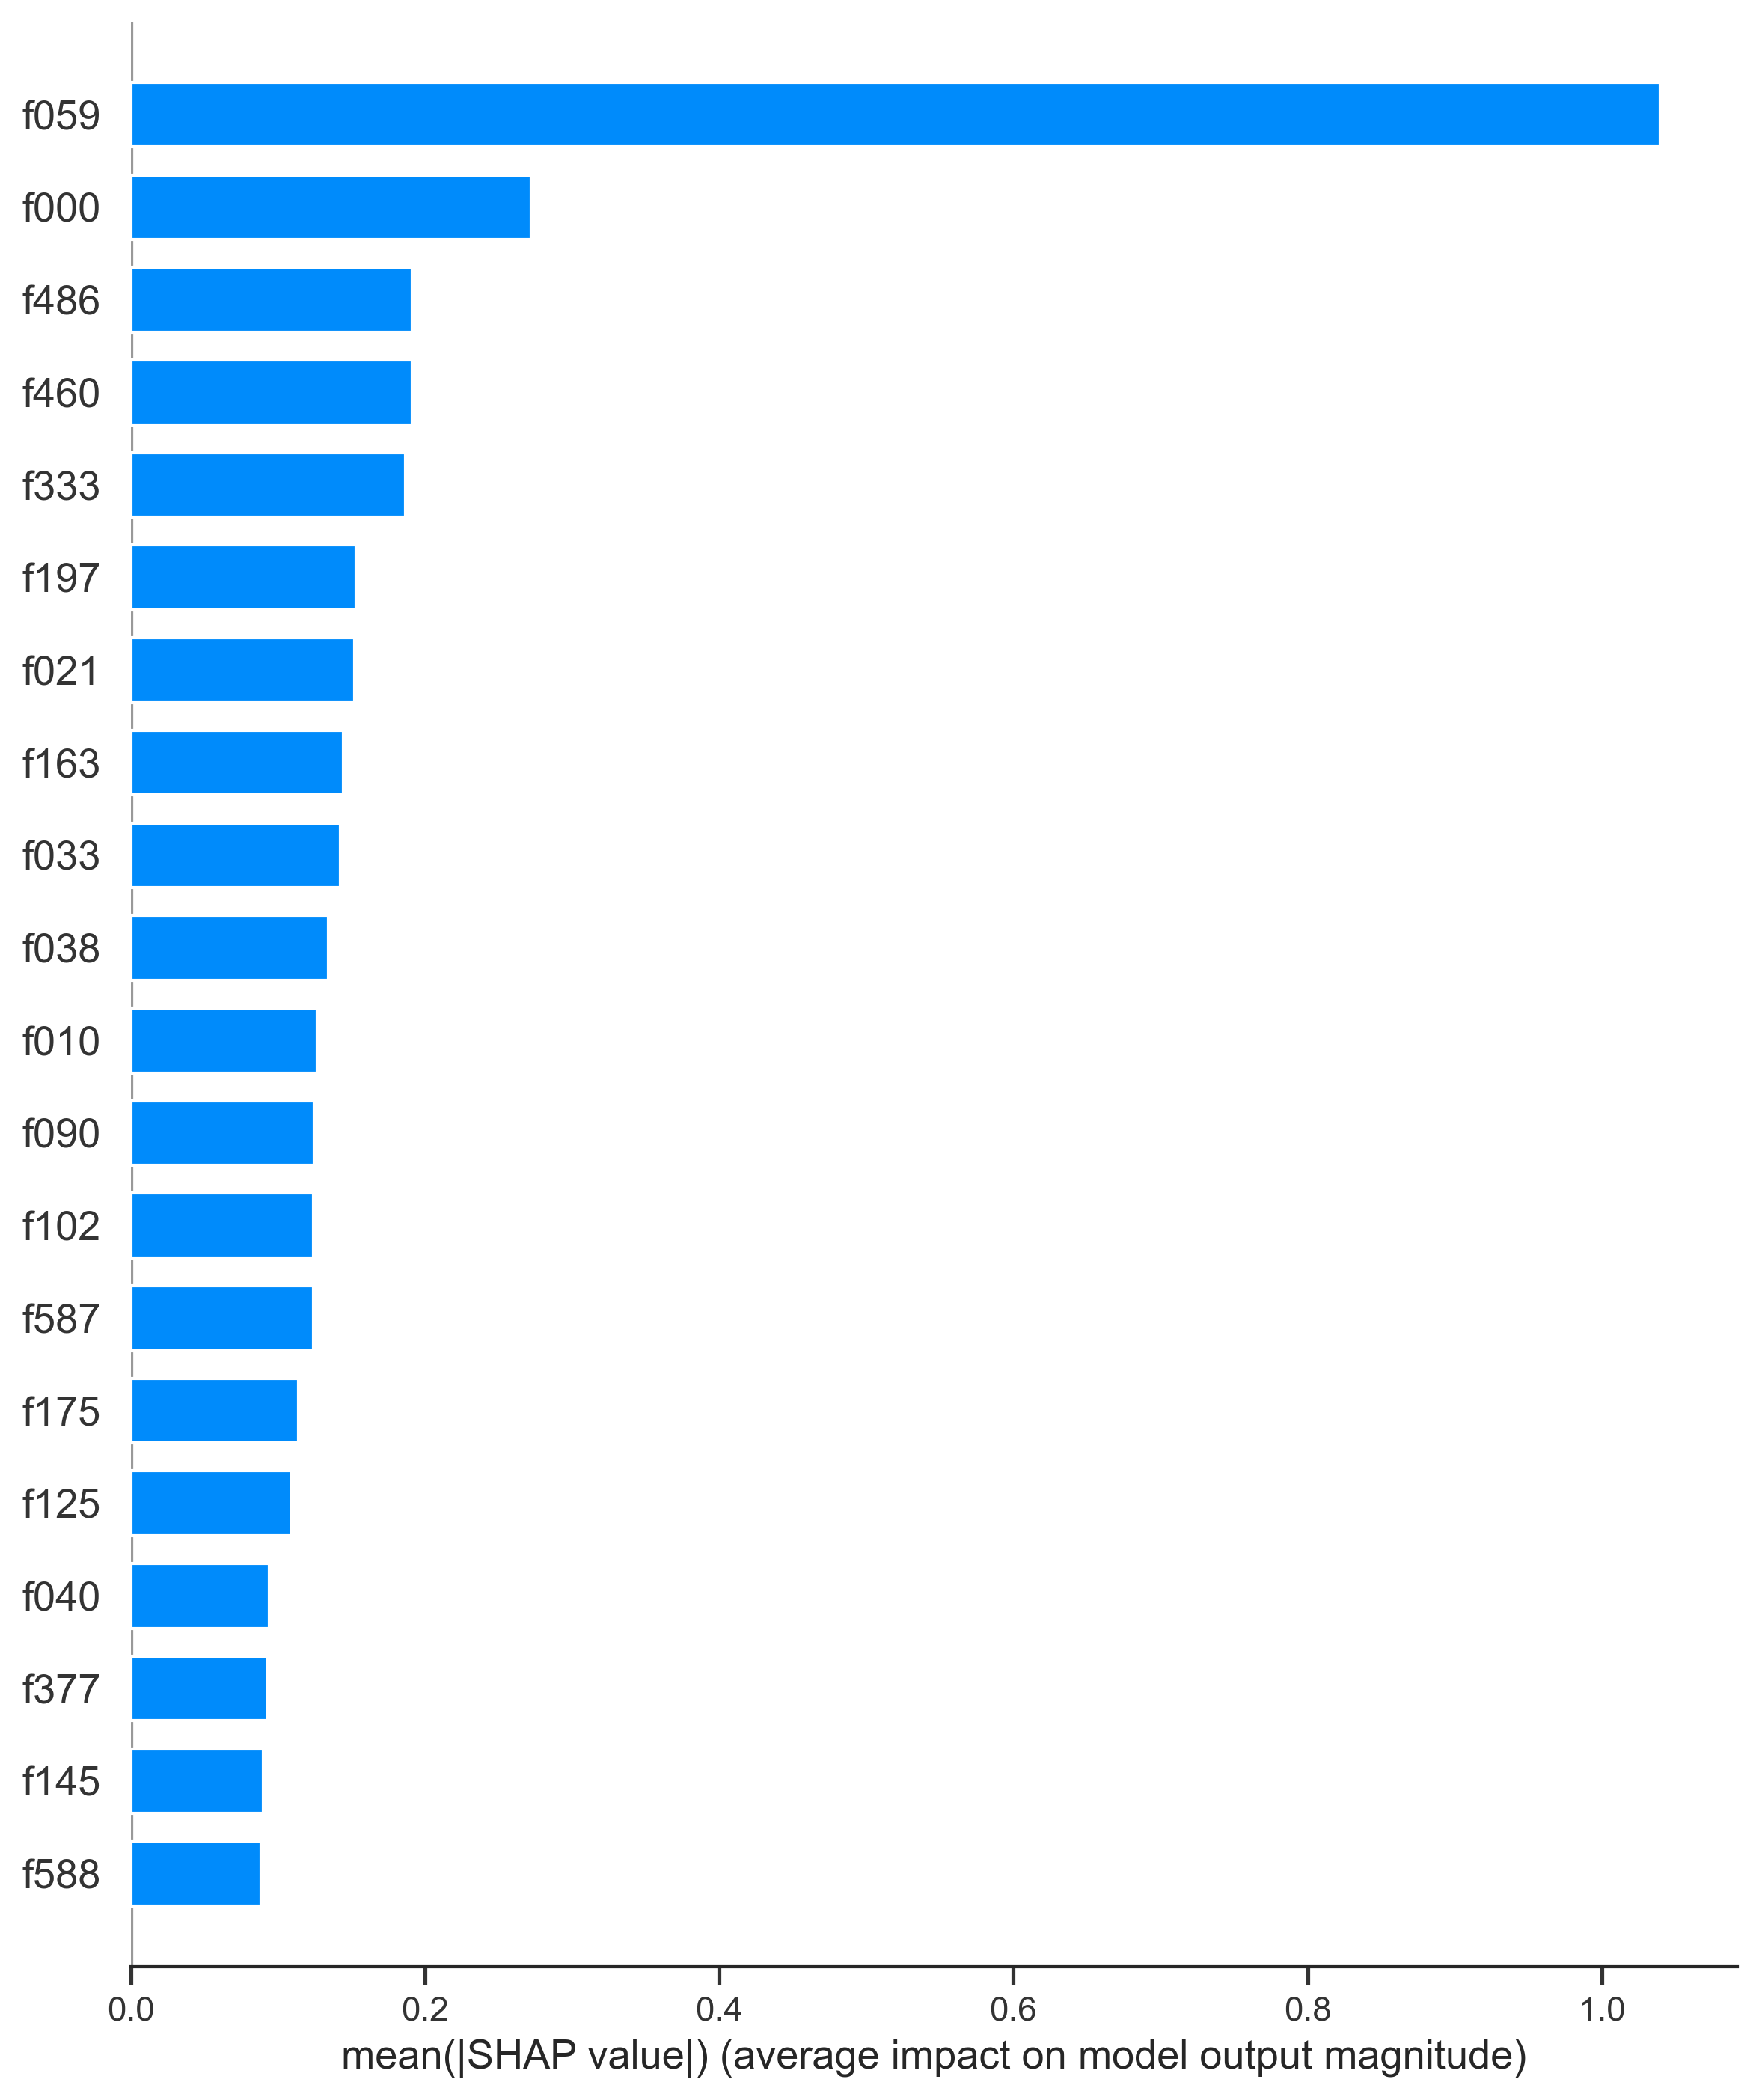 f059
f000
f486
f460
f333
f197
f021
f163
f033
f038
f010
f090
f102
f587
f175
f125
f040
f377
f145
f588
0.0 0.2 0.4 0.6 0.8 1.0
mean(|SHAP value|) (average impact on model output magnitude)